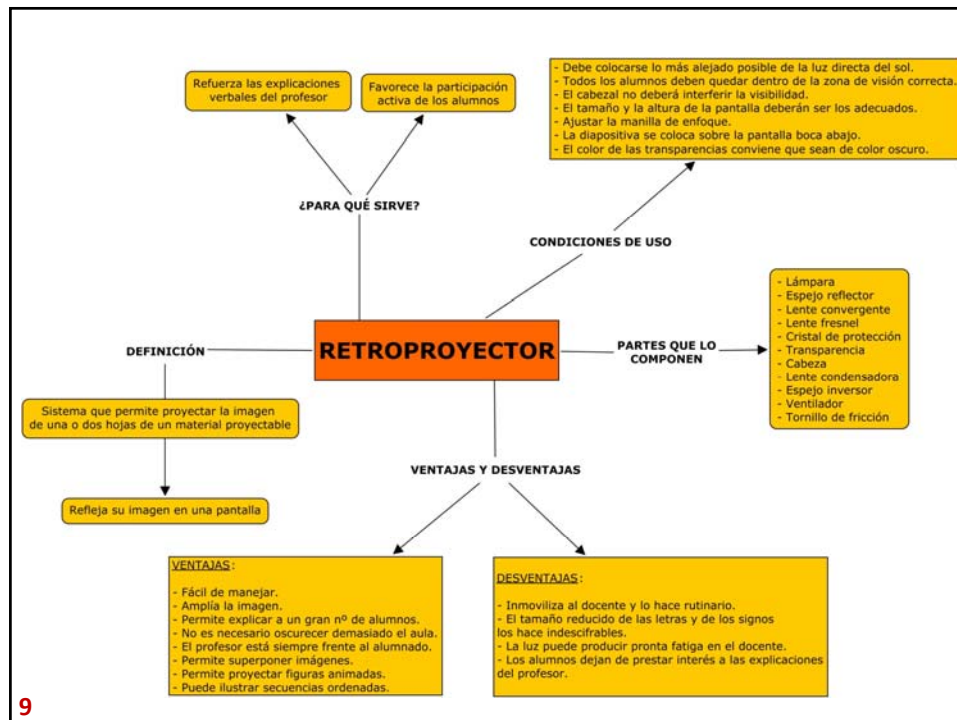 Refuerza las explicaciones
verbales del profesor
Favorece la participación
activa de los alumnos
- Debe colocarse lo más alejado posible de la luz directa del sol.
- Todos los alumnos deben quedar dentro de la zona de visión correcta.
- El cabezal no deberá interferir la visibilidad.
- El tamaño y la altura de la pantalla deberán ser los adecuados.
- Ajustar la manilla de enfoque.
- La diapositiva se coloca sobre la pantalla boca abajo.
- El color de las transparencias conviene que sean de color oscuro.
¿PARA QUÉ SIRVE?
CONDICIONES DE USO
RETROPROYECTOR
DEFINICIÓN
PARTES QUE LO
COMPONEN
- Lámpara
- Espejo reflector
- Lente convergente
- Lente fresnel
- Cristal de protección
- Transparencia
- Cabeza
- Lente condensadora
- Espejo inversor
- Ventilador
- Tornillo de fricción
Sistema que permite proyectar la imagen
de una o dos hojas de un material proyectable
Refleja su imagen en una pantalla
VENTAJAS Y DESVENTAJAS
VENTAJAS:
- Fácil de manejar.
- Amplía la imagen.
- Permite explicar a un gran nº de alumnos.
- No es necesario oscurecer demasiado el aula.
- El profesor está siempre frente al alumnado.
- Permite superponer imágenes.
- Permite proyectar figuras animadas.
- Puede ilustrar secuencias ordenadas.
DESVENTAJAS:
- Inmoviliza al docente y lo hace rutinario.
- El tamaño reducido de las letras y de los signos
los hace indescifrables.
- La luz puede producir pronta fatiga en el docente.
- Los alumnos dejan de prestar interés a las explicaciones
del profesor.
9